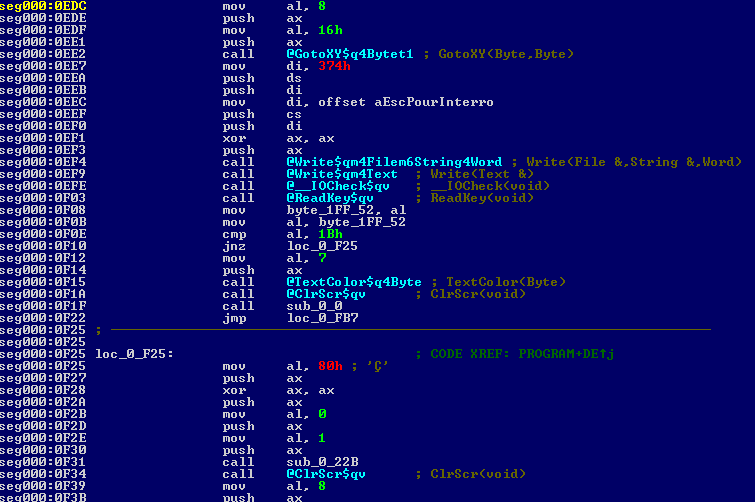 seg000:0EDC mov al, 8
seg000:0EDE push ax
seg000:0EDF mov al, 16h
seg000:0EE1 push ax
seg000:0EE2 call @GotoXY$q4Bytet1 ; GotoXY(Byte,Byte)
seg000:0EE7 mov di, 374h
seg000:0EEA push ds
seg000:0EEB push di
seg000:0EEC mov di, offset aEscPourInterro
seg000:0EEF push cs
seg000:0EF0 push di
seg000:0EF1 xor ax, ax
seg000:0EF3 push ax
seg000:0EF4 call @Write$qm4Filem6String4Word ; Write(File &,String &,Word)
seg000:0EF9 call @Write$qm4Text ; Write(Text &)
seg000:0EFE call @__IOCheck$qv ; __IOCheck(void)
seg000:0F03 call @ReadKey$qv ; ReadKey(void)
seg000:0F08 mov byte_1FF_52, al
seg000:0F0B mov al, byte_1FF_52
seg000:0F0E cmp al, 1Bh
seg000:0F10 jnz loc_0_F25
seg000:0F12 mov al, 7
seg000:0F14 push ax
seg000:0F15 call @TextColor$q4Byte ; TextColor(Byte)
seg000:0F1A call @ClrScr$qv ; ClrScr(void)
seg000:0F1F call sub_0_0
seg000:0F22 jmp loc_0_FB7
seg000:0F25 ;
seg000:0F25
seg000:0F25 loc_0_F25: ; CODE XREF: PROGRAM+DE↑j
seg000:0F25 mov al, 80h ; 'Ç'
seg000:0F27 push ax
seg000:0F28 xor ax, ax
seg000:0F2A push ax
seg000:0F2B mov al, 0
seg000:0F2D push ax
seg000:0F2E mov al, 1
seg000:0F30 push ax
seg000:0F31 call sub_0_22B
seg000:0F34 call @ClrScr$qv ; ClrScr(void)
seg000:0F39 mov al, 8
seg000:0F3B push ax